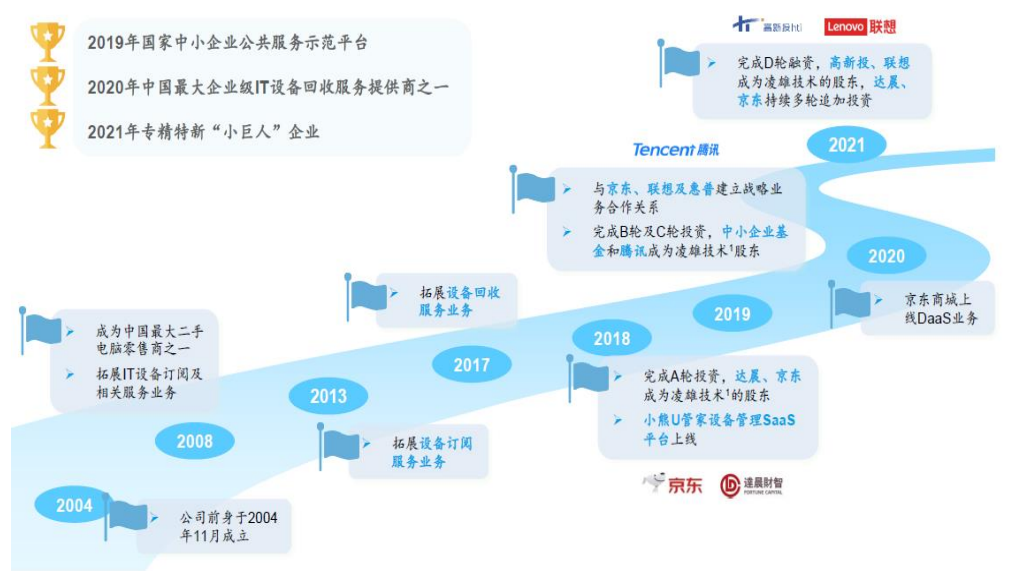 2019年国家中小企业公共服务示范平台
2020年中国最大企业级IT设备回收服务提供商之一
2021年专精特新“小巨人”企业
高新投hti
Lenovo 联想
完成D轮融资，高新投、联想
成为凌雄技术的股东，达晨、
京东持续多轮追加投资
2021
Tencent 腾讯
与京东、联想及惠普建立战略业
务合作关系
完成B轮及C轮投资，中小企业基
金和腾讯成为凌雄技术1股东
2020
京东商城上
线DaaS业务
2019
拓展设备回收
服务业务
2018
完成A轮投资，达晨、京东
成为凌雄技术1的股东
小熊U管家设备管理SaaS
平台上线
京东
達晨財智
FORTUNE CAPITAL
2017
成为中国最大二手
电脑零售商之一
拓展IT设备订阅及
相关服务业务
2013
拓展设备订阅
服务业务
2008
2004
公司前身于2004
年11月成立